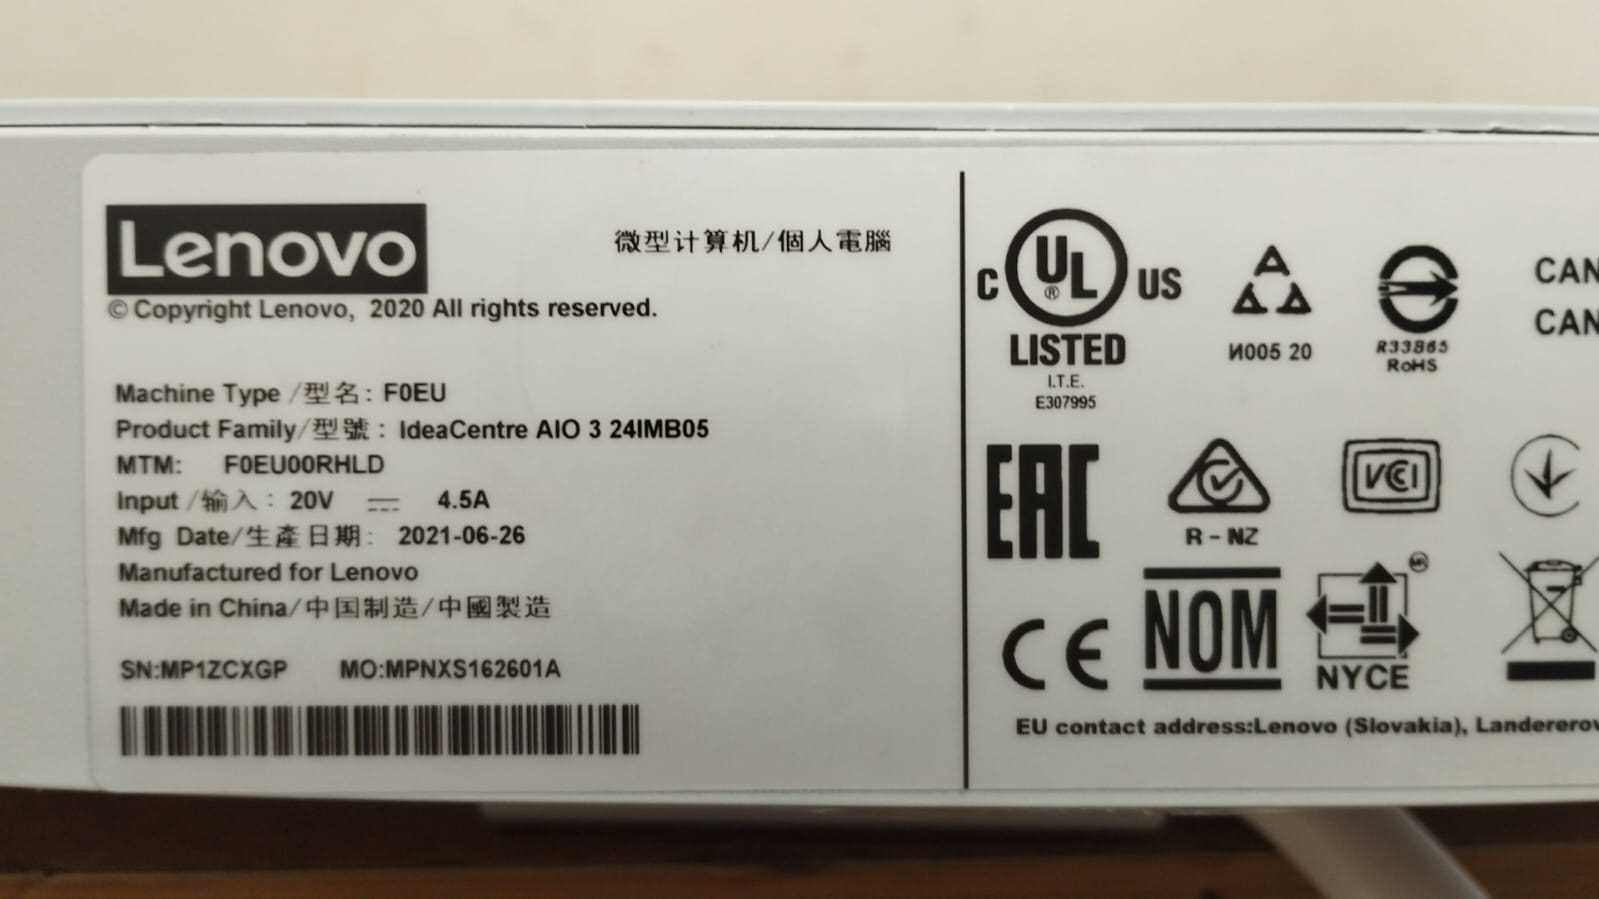 Lenovo
微型计算机/個人電腦
© Copyright Lenovo, 2020 All rights reserved.
Machine Type /型名: F0EU
Product Family/型號: IdeaCentre AIO 3 24IMB05
MTM: F0EU00RHLD
Input /输入: 20V 4.5A
Mfg Date/生產日期: 2021-06-26
Manufactured for Lenovo
Made in China/中国制造/中國製造
SN:MP1ZCXGP MO:MPNXS162601A
C UL ® US
LISTED
I.T.E.
E307995
И005 20
R33B65
RoHS
CAN
CAN
EAC
R-NZ
VCI
CE
NOM
NYCE
EU contact address:Lenovo (Slovakia),